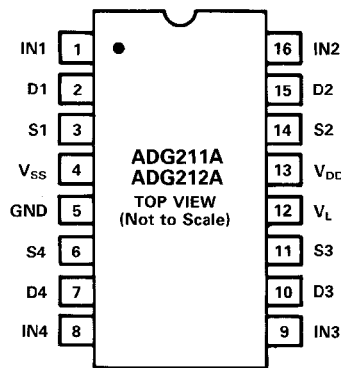 IN1 1 16 IN2
D1 2 15 D2
S1 3 14 S2
VSS 4 13 VDD
GND 5 12 VL
S4 6 11 S3
D4 7 10 D3
IN4 8 9 IN3
ADG211A
ADG212A
TOP VIEW
(Not to Scale)